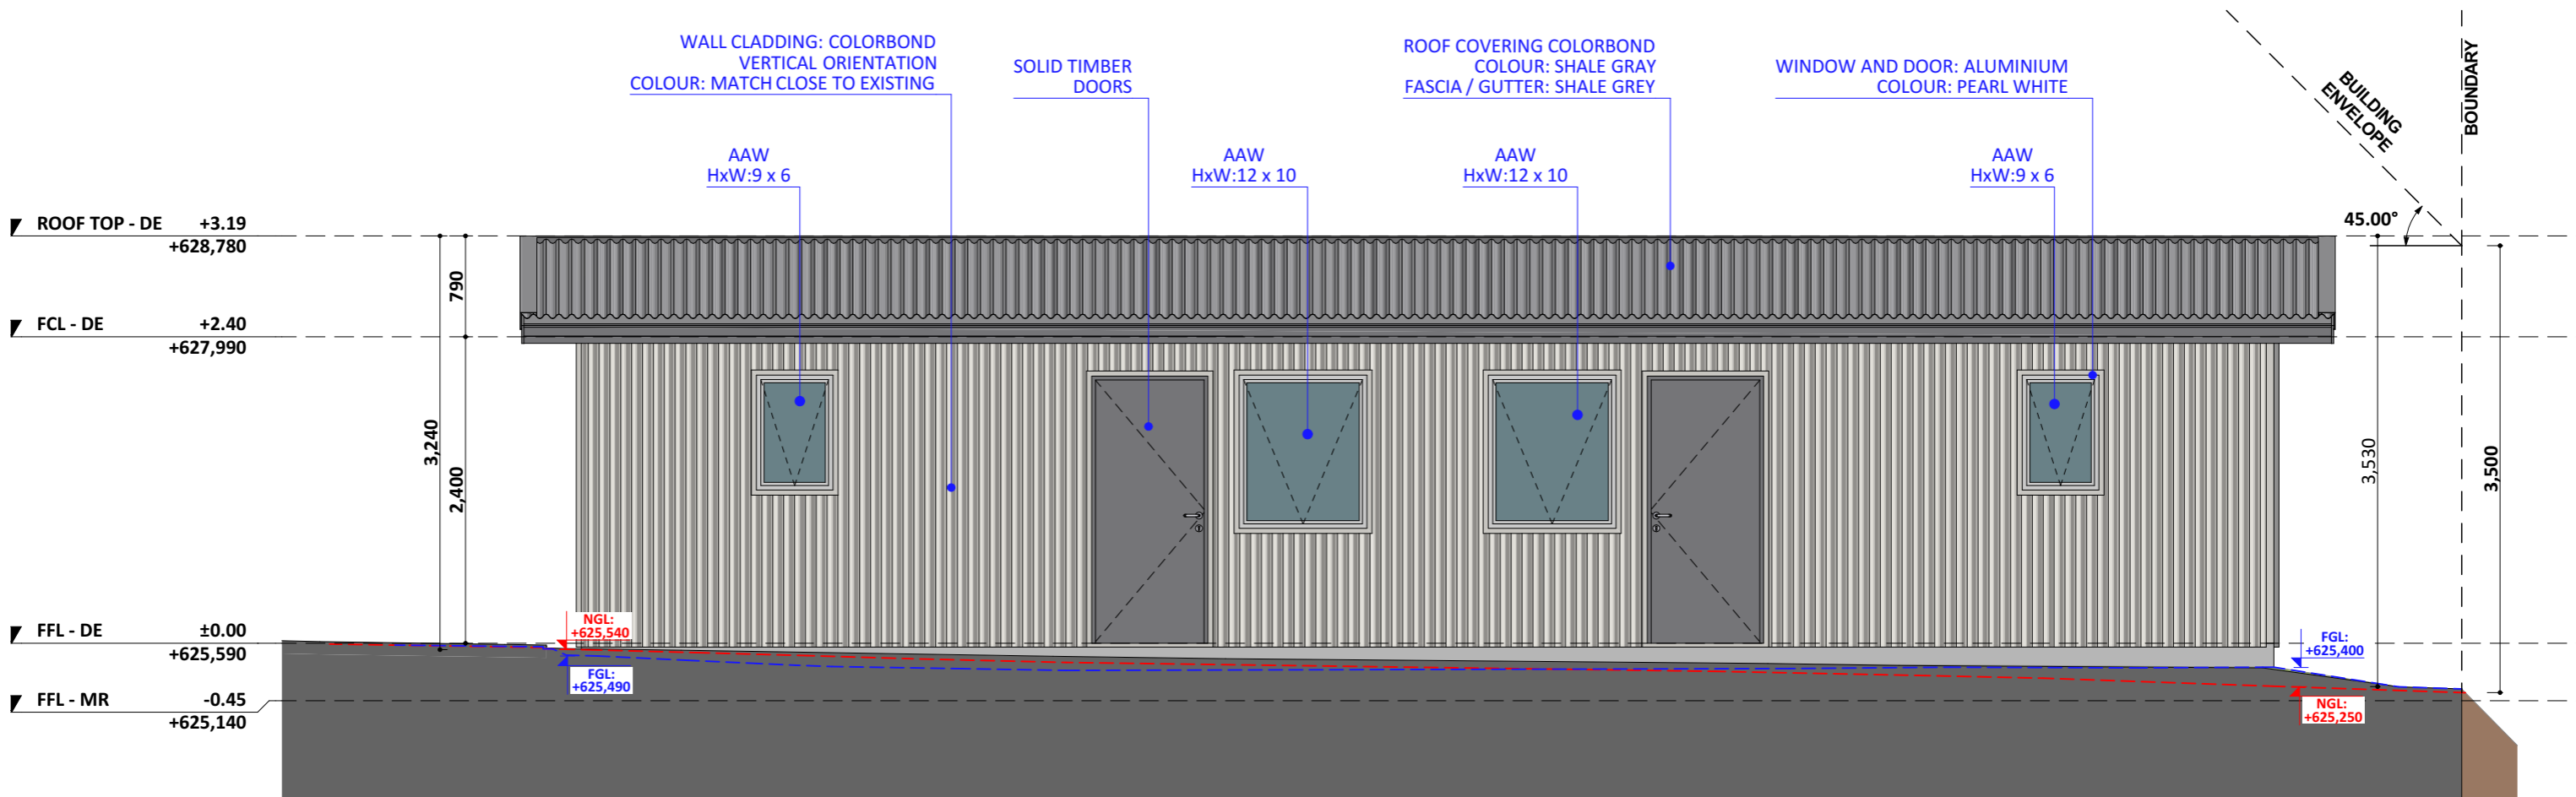 WALL CLADDING: COLORBOND
VERTICAL ORIENTATION
COLOUR: MATCH CLOSE TO EXISTING
SOLID TIMBER
DOORS
ROOF COVERING COLORBOND
COLOUR: SHALE GRAY
FASCIA / GUTTER: SHALE GREY
WINDOW AND DOOR: ALUMINIUM
COLOUR: PEARL WHITE
BUILDING
ENVELOPE
BOUNDARY
AAW
HxW:9 x 6
AAW
HxW:12 x 10
AAW
HxW:12 x 10
AAW
HxW:9 x 6
45.00°
ROOF TOP - DE +3.19
+628,780
790
FCL - DE +2.40
+627,990
3,240
2,400
3,530
3,500
FFL - DE ±0.00
+625,590
NGL:
+625,540
FGL:
+625,490
FGL:
+625,400
NGL:
+625,250
FFL - MR -0.45
+625,140